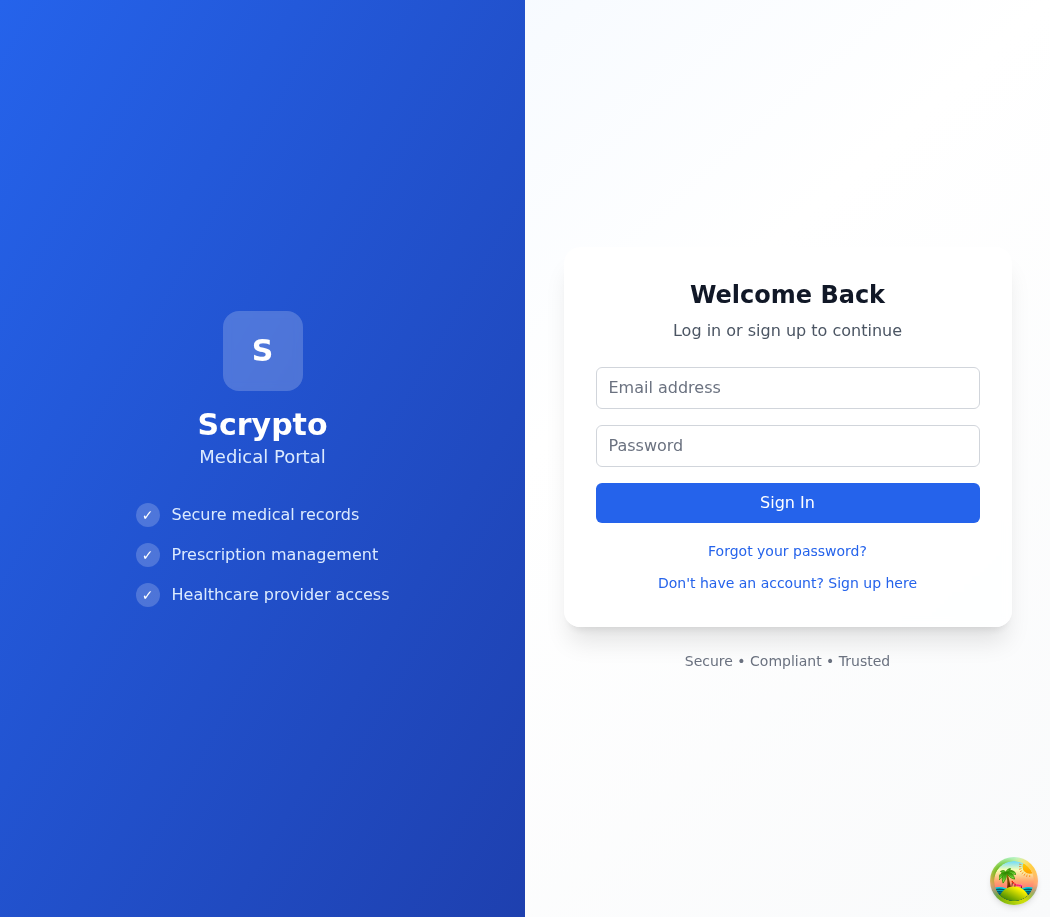 S
Scrypto
Medical Portal
✓ Secure medical records
✓ Prescription management
✓ Healthcare provider access
Welcome Back
Log in or sign up to continue
Email address
Password
Sign In
Forgot your password?
Don't have an account? Sign up here
Secure • Compliant • Trusted